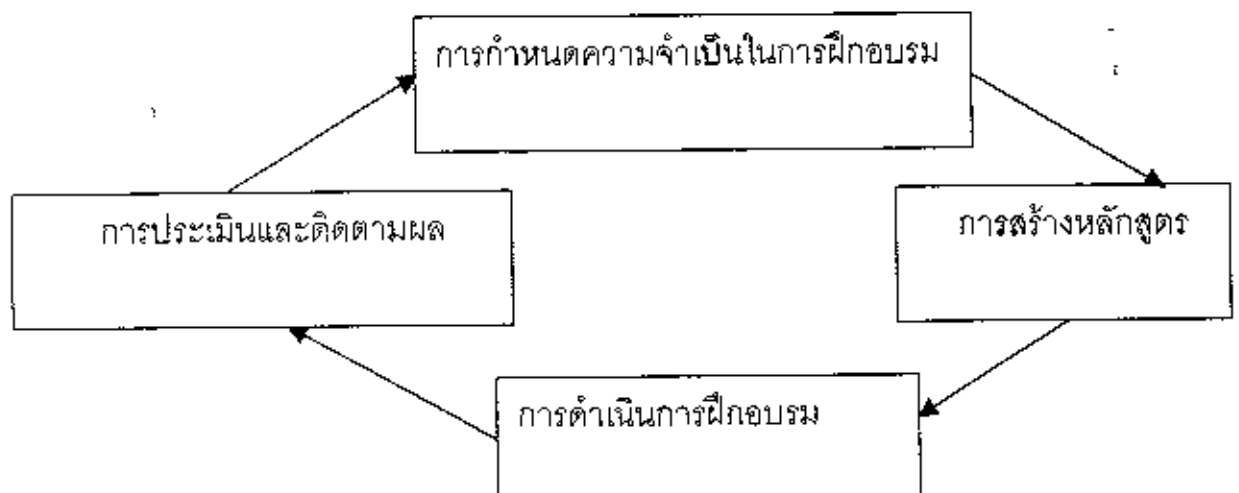 การกำหนดความจำเป็นในการฝึกอบรม
การประเมินและติดตามผล
การสร้างหลักสูตร
การดำเนินการฝึกอบรม